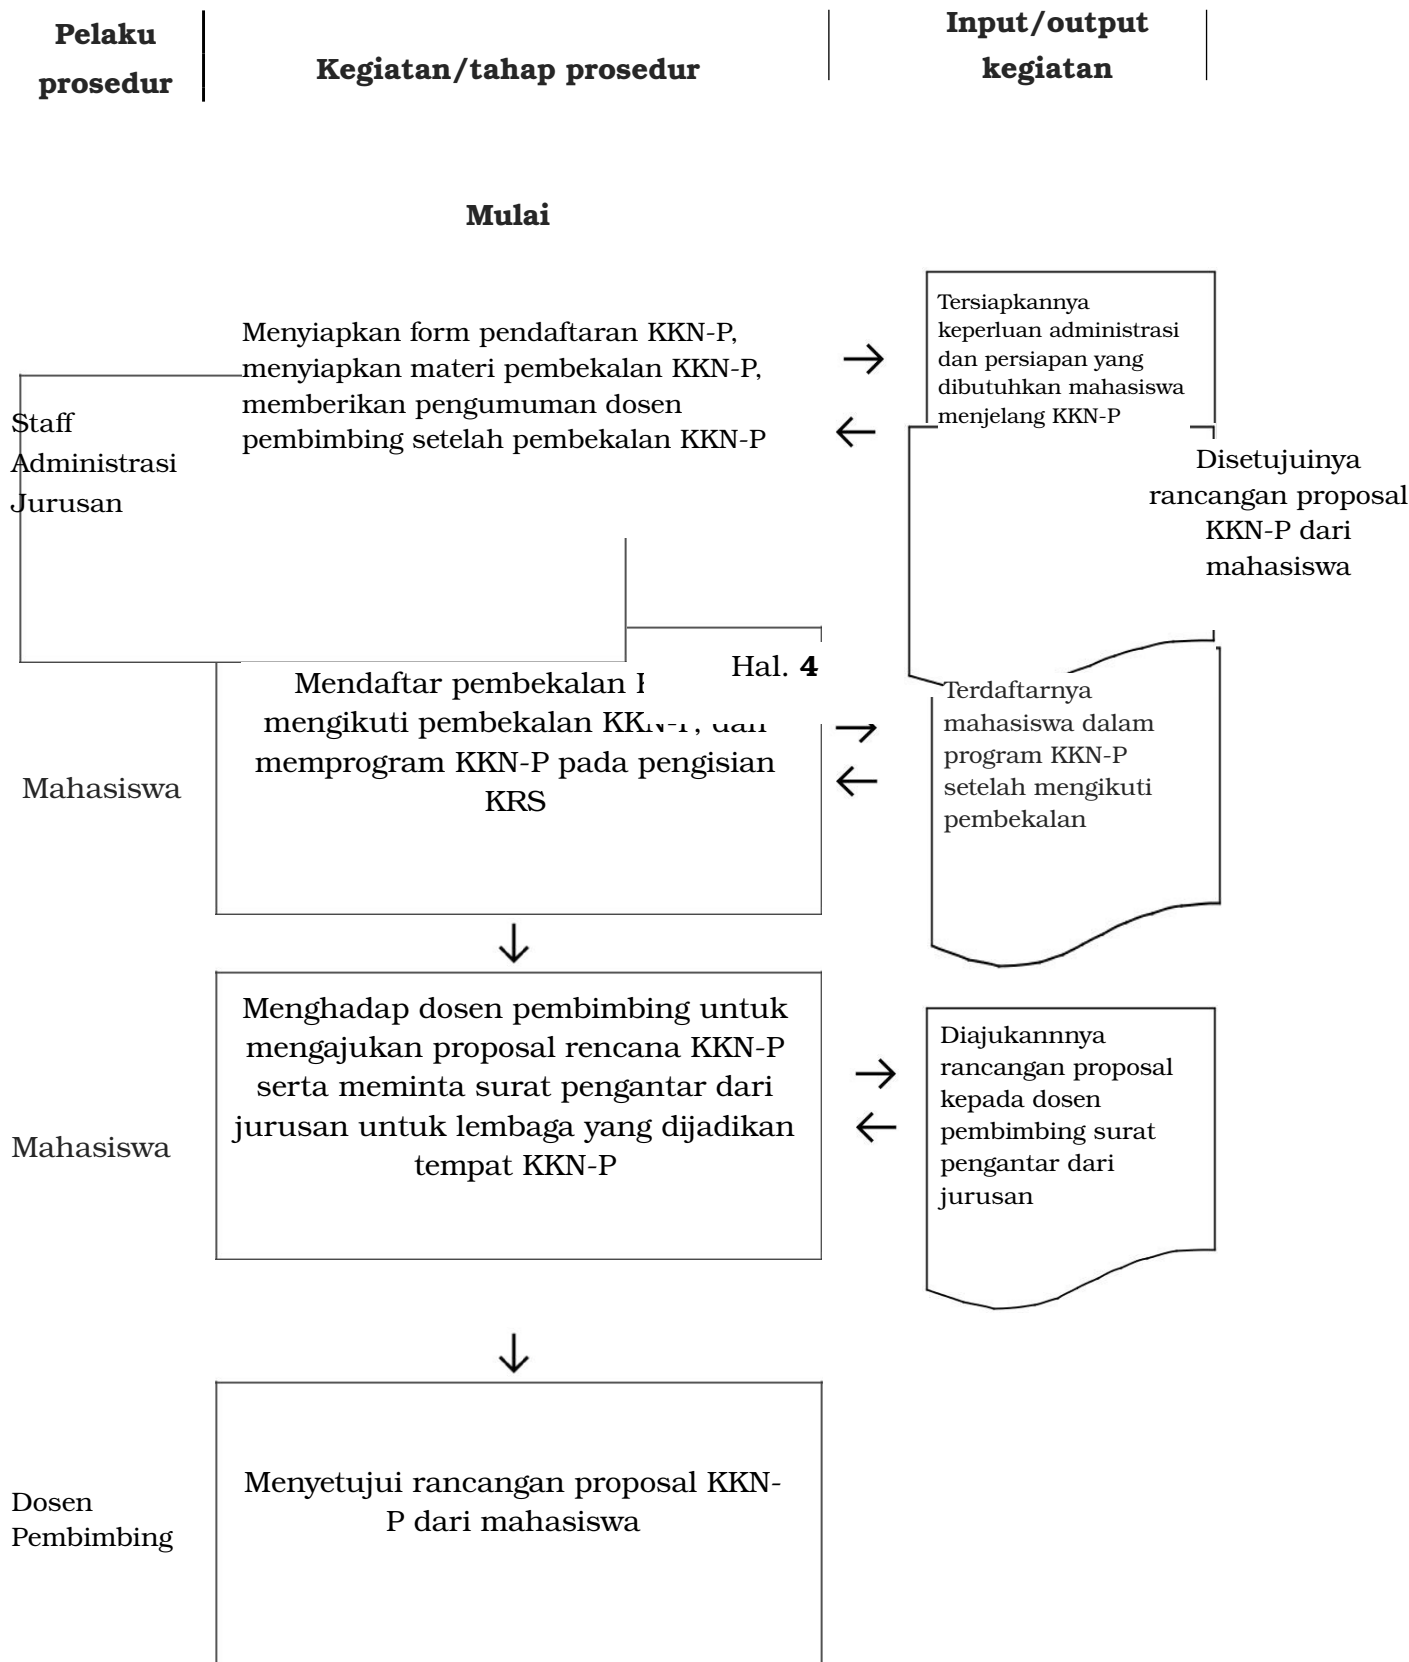 Pelaku
prosedur
Kegiatan/tahap prosedur
Input/output
kegiatan
Mulai
Menyiapkan form pendaftaran KKN-P,
menyiapkan materi pembekalan KKN-P,
memberikan pengumuman dosen
pembimbing setelah pembekalan KKN-P
Tersiapkannya
keperluan administrasi
dan persiapan yang
dibutuhkan mahasiswa
menjelang KKN-P
Staff
Administrasi
Jurusan
Disetujuinya
rancangan proposal
KKN-P dari
mahasiswa
Hal. 4
Mendaftar pembekalan
mengikuti pembekalan KKN-P, dan
memprogram KKN-P pada pengisian
KRS
Mahasiswa
Terdaftarnya
mahasiswa dalam
program KKN-P
setelah mengikuti
pembekalan
Menghadap dosen pembimbing untuk
mengajukan proposal rencana KKN-P
serta meminta surat pengantar dari
jurusan untuk lembaga yang dijadikan
tempat KKN-P
Mahasiswa
Diajukannnya
rancangan proposal
kepada dosen
pembimbing surat
pengantar dari
jurusan
Menyetujui rancangan proposal KKN-
P dari mahasiswa
Dosen
Pembimbing